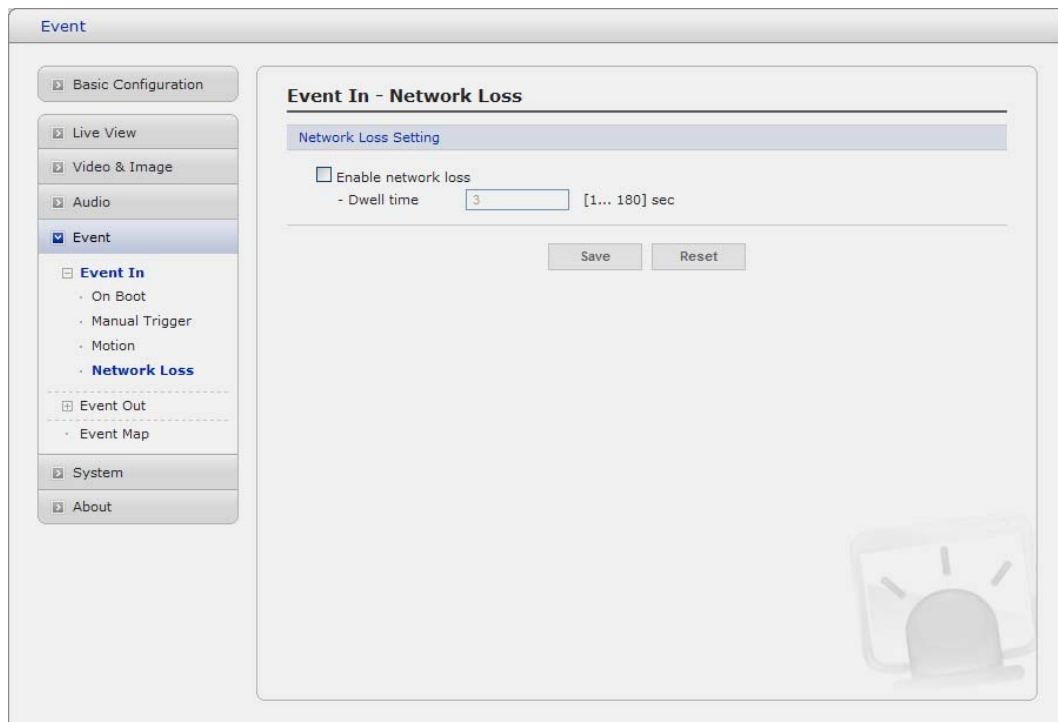 Event
Basic Configuration
Live View
Video & Image
Audio
Event
Event In
On Boot
Manual Trigger
Motion
Network Loss
Event Out
Event Map
System
About
Event In - Network Loss
Network Loss Setting
Enable network loss
- Dwell time 3 [1... 180] sec
Save Reset